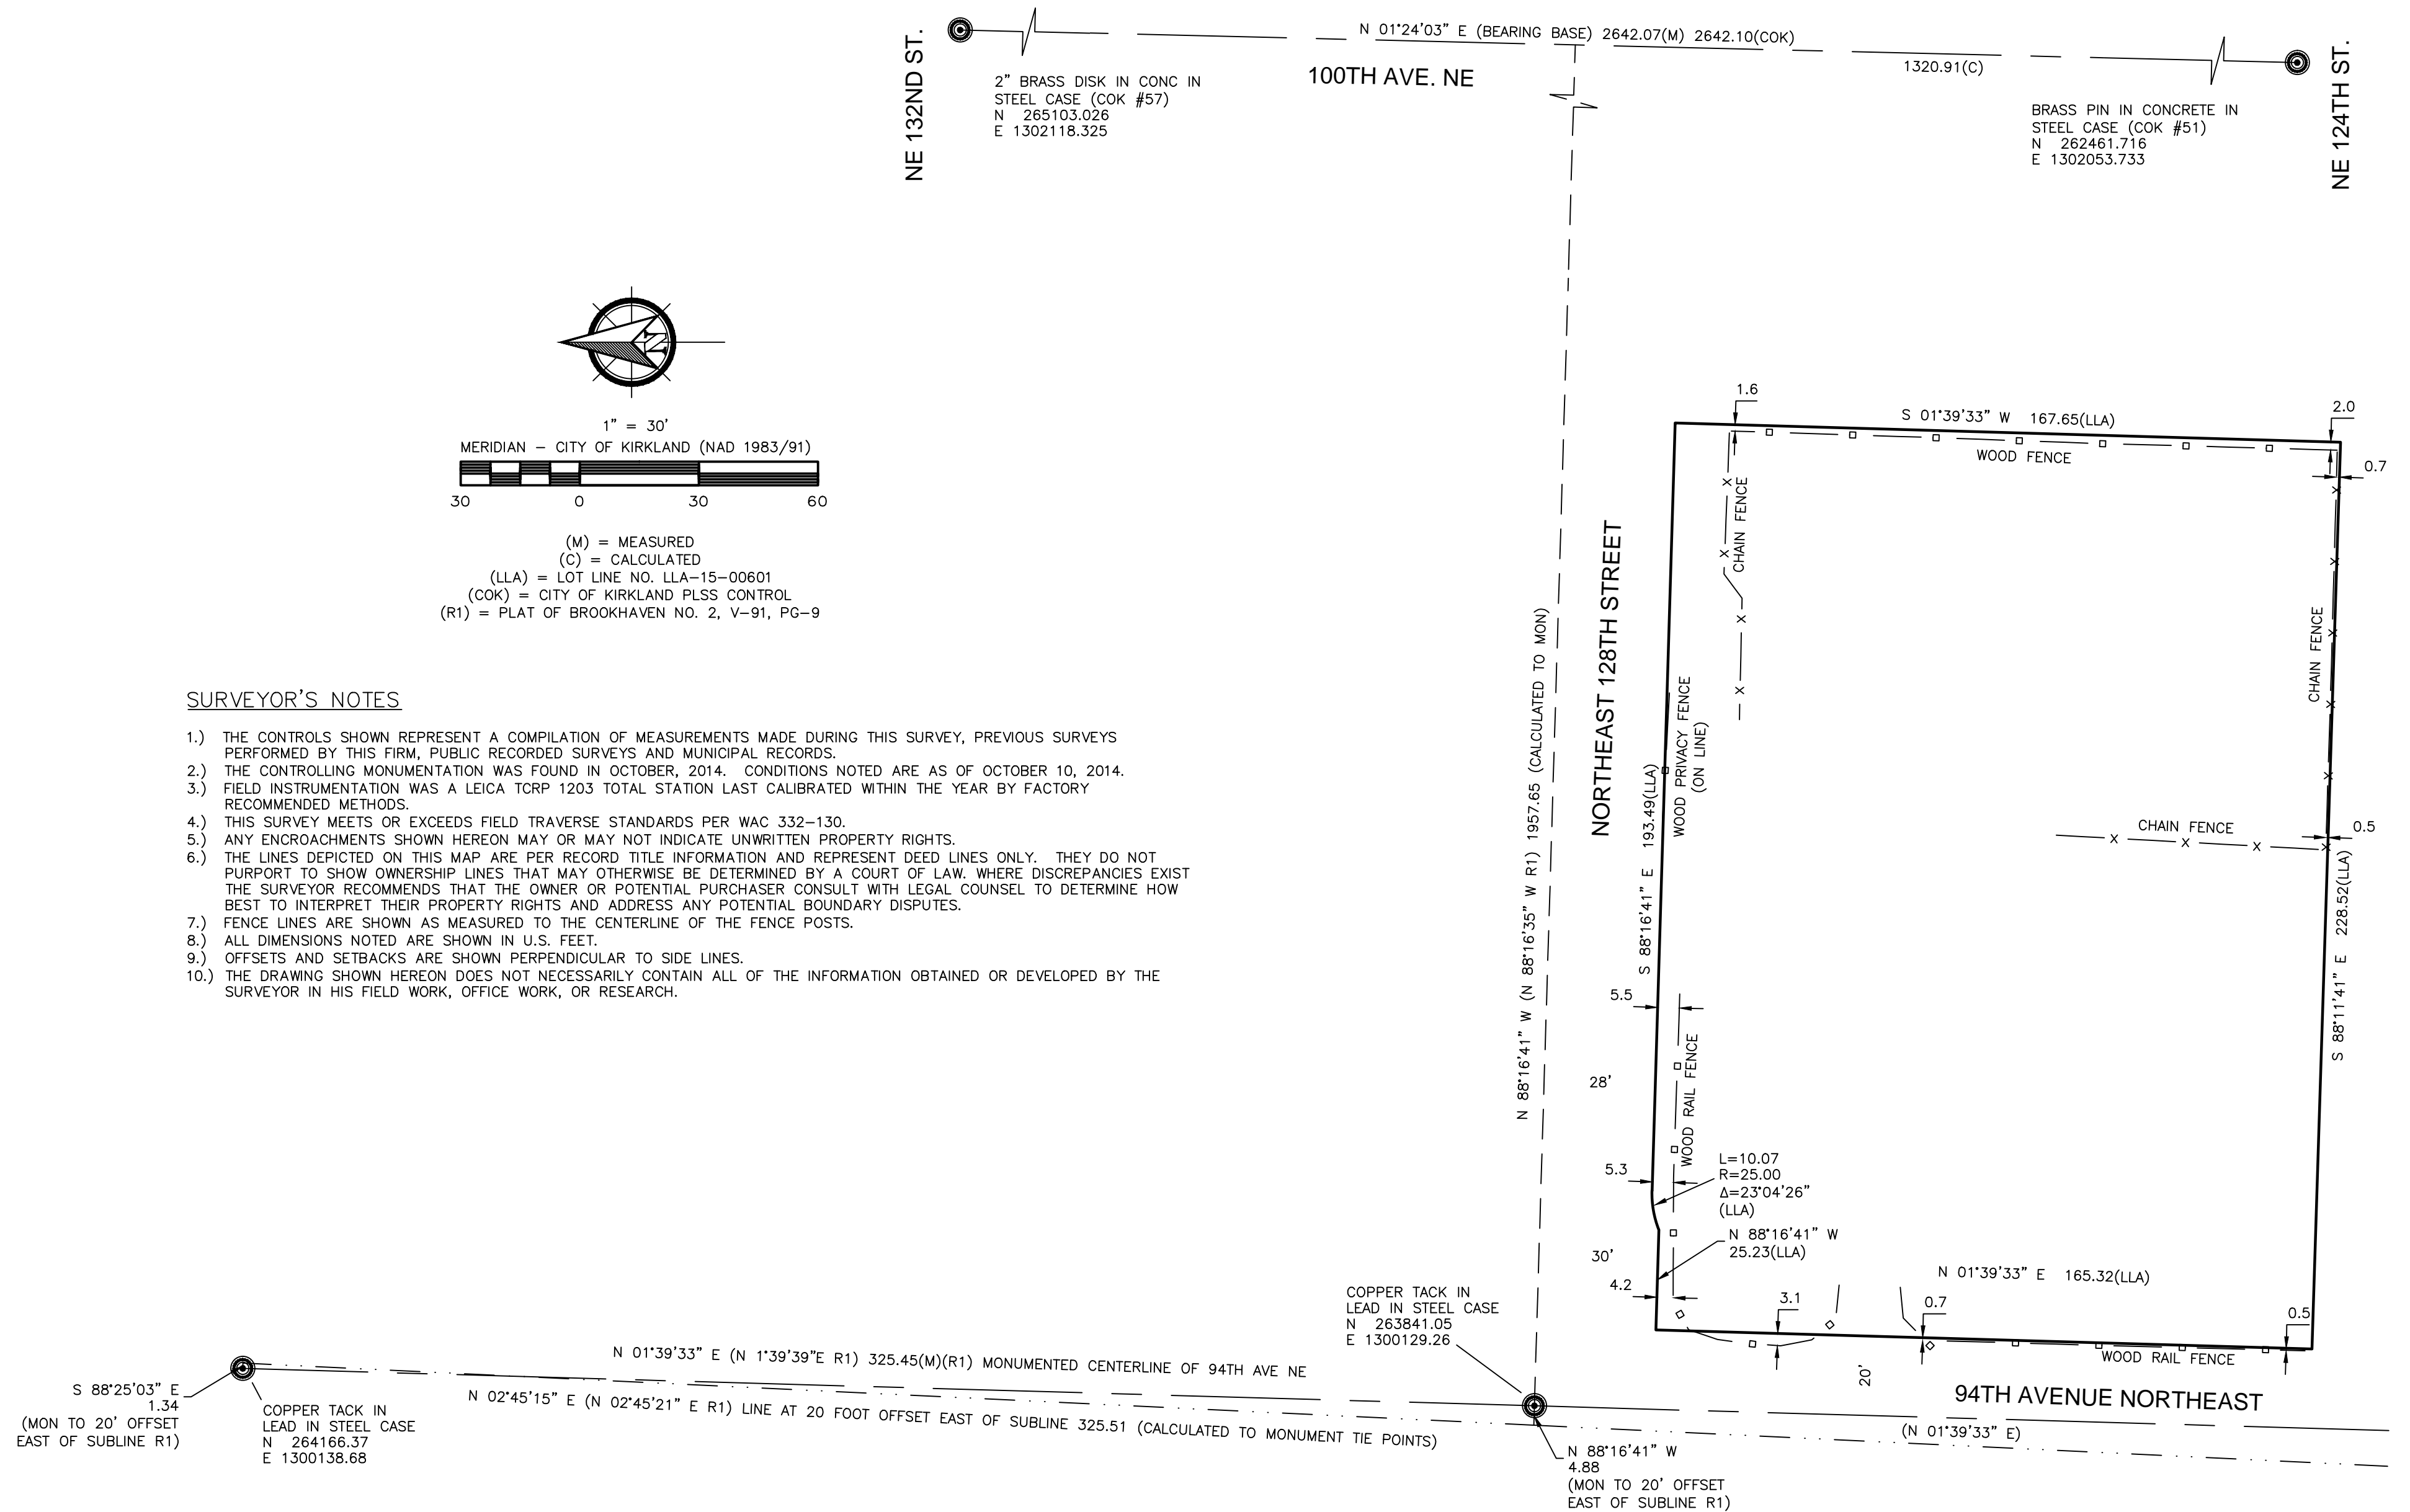 N 01°24'03" E (BEARING BASE) 2642.07(M) 2642.10(COK)
1320.91(C)
100TH AVE. NE
NE 132ND ST.
NE 124TH ST.
2" BRASS DISK IN CONC IN
STEEL CASE (COK #57)
N 265103.026
E 1302118.325
BRASS PIN IN CONCRETE IN
STEEL CASE (COK #51)
N 262461.716
E 1302053.733
N
1" = 30'
MERIDIAN – CITY OF KIRKLAND (NAD 1983/91)
30 0 30 60
(M) = MEASURED
(C) = CALCULATED
(LLA) = LOT LINE NO. LLA–15–00601
(COK) = CITY OF KIRKLAND PLSS CONTROL
(R1) = PLAT OF BROOKHAVEN NO. 2, V–91, PG–9
SURVEYOR'S NOTES
1.) THE CONTROLS SHOWN REPRESENT A COMPILATION OF MEASUREMENTS MADE DURING THIS SURVEY, PREVIOUS SURVEYS
PERFORMED BY THIS FIRM, PUBLIC RECORDED SURVEYS AND MUNICIPAL RECORDS.
2.) THE CONTROLLING MONUMENTATION WAS FOUND IN OCTOBER, 2014. CONDITIONS NOTED ARE AS OF OCTOBER 10, 2014.
3.) FIELD INSTRUMENTATION WAS A LEICA TCRP 1203 TOTAL STATION LAST CALIBRATED WITHIN THE YEAR BY FACTORY
RECOMMENDED METHODS.
4.) THIS SURVEY MEETS OR EXCEEDS FIELD TRAVERSE STANDARDS PER WAC 332–130.
5.) ANY ENCROACHMENTS SHOWN HEREON MAY OR MAY NOT INDICATE UNWRITTEN PROPERTY RIGHTS.
6.) THE LINES DEPICTED ON THIS MAP ARE PER RECORD TITLE INFORMATION AND REPRESENT DEED LINES ONLY. THEY DO NOT
PURPORT TO SHOW OWNERSHIP LINES THAT MAY OTHERWISE BE DETERMINED BY A COURT OF LAW. WHERE DISCREPANCIES EXIST
THE SURVEYOR RECOMMENDS THAT THE OWNER OR POTENTIAL PURCHASER CONSULT WITH LEGAL COUNSEL TO DETERMINE HOW
BEST TO INTERPRET THEIR PROPERTY RIGHTS AND ADDRESS ANY POTENTIAL BOUNDARY DISPUTES.
7.) FENCE LINES ARE SHOWN AS MEASURED TO THE CENTERLINE OF THE FENCE POSTS.
8.) ALL DIMENSIONS NOTED ARE SHOWN IN U.S. FEET.
9.) OFFSETS AND SETBACKS ARE SHOWN PERPENDICULAR TO SIDE LINES.
10.) THE DRAWING SHOWN HEREON DOES NOT NECESSARILY CONTAIN ALL OF THE INFORMATION OBTAINED OR DEVELOPED BY THE
SURVEYOR IN HIS FIELD WORK, OFFICE WORK, OR RESEARCH.
N 88°16'41" W (N 88°16'35" W R1) 1957.65 (CALCULATED TO MON)
NORTHEAST 128TH STREET
S 88°16'41" E 193.49(LLA)
WOOD PRIVACY FENCE
(ON LINE)
1.6
S 01°39'33" W 167.65(LLA)
2.0
WOOD FENCE
0.7
CHAIN FENCE
CHAIN FENCE
CHAIN FENCE
0.5
S 88°11'41" E 228.52(LLA)
5.5
28'
WOOD RAIL FENCE
5.3
L=10.07
R=25.00
Δ=23°04'26"
(LLA)
N 88°16'41" W
25.23(LLA)
30'
4.2
N 01°39'33" E 165.32(LLA)
3.1
0.7
0.5
WOOD RAIL FENCE
20'
94TH AVENUE NORTHEAST
(N 01°39'33" E)
COPPER TACK IN
LEAD IN STEEL CASE
N 263841.05
E 1300129.26
N 01°39'33" E (N 1°39'39"E R1) 325.45(M)(R1) MONUMENTED CENTERLINE OF 94TH AVE NE
N 02°45'15" E (N 02°45'21" E R1) LINE AT 20 FOOT OFFSET EAST OF SUBLINE 325.51 (CALCULATED TO MONUMENT TIE POINTS)
S 88°25'03" E
1.34
(MON TO 20' OFFSET
EAST OF SUBLINE R1)
COPPER TACK IN
LEAD IN STEEL CASE
N 264166.37
E 1300138.68
N 88°16'41" W
4.88
(MON TO 20' OFFSET
EAST OF SUBLINE R1)